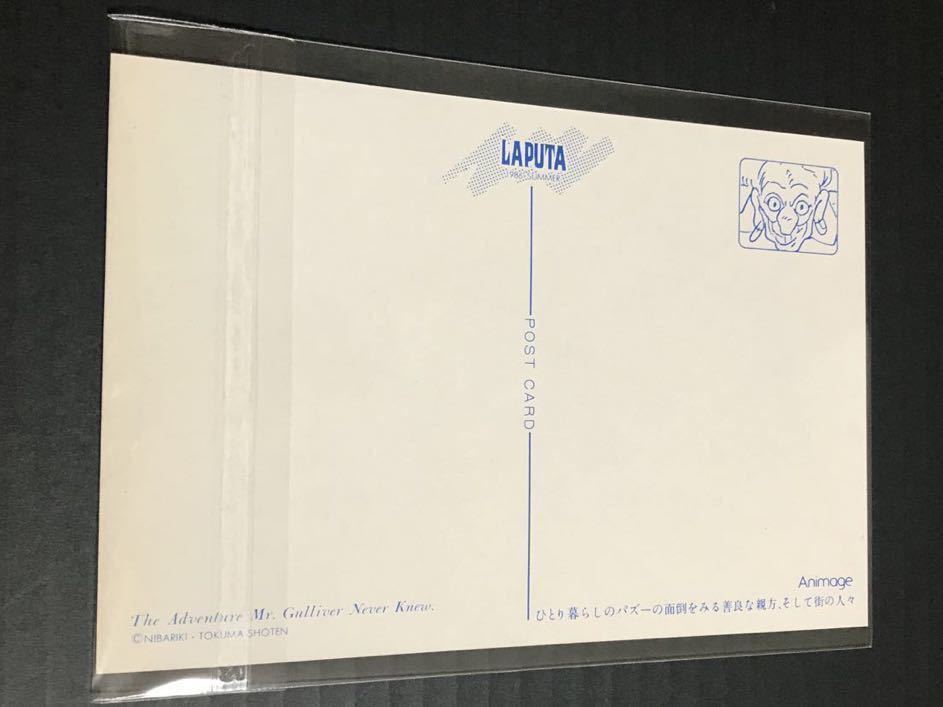 LAPUTA
1986 SUMMER
POST CARD
Animage
ひとり暮らしのパズーの面倒をみる善良な親方、そして街の人々
The Adventure Mr. Gulliver Never Knew.
©NIBARIKI・TOKUMA SHOTEN